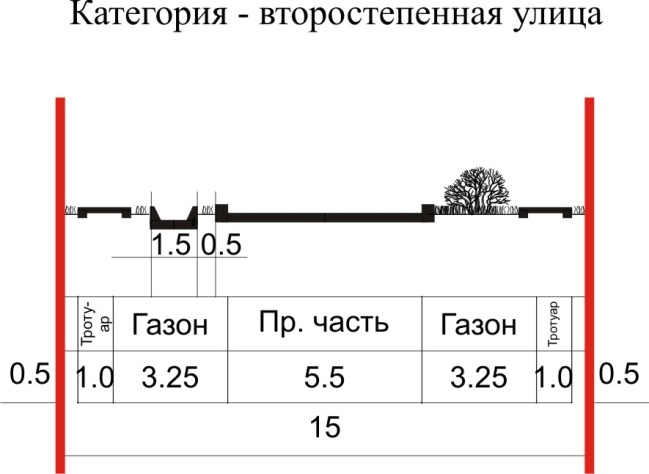 Категория - второстепенная улица
1.5 0.5
Троту-
ар
Газон
Пр. часть
Газон
Тротуар
0.5
1.0
3.25
5.5
3.25
1.0
0.5
15